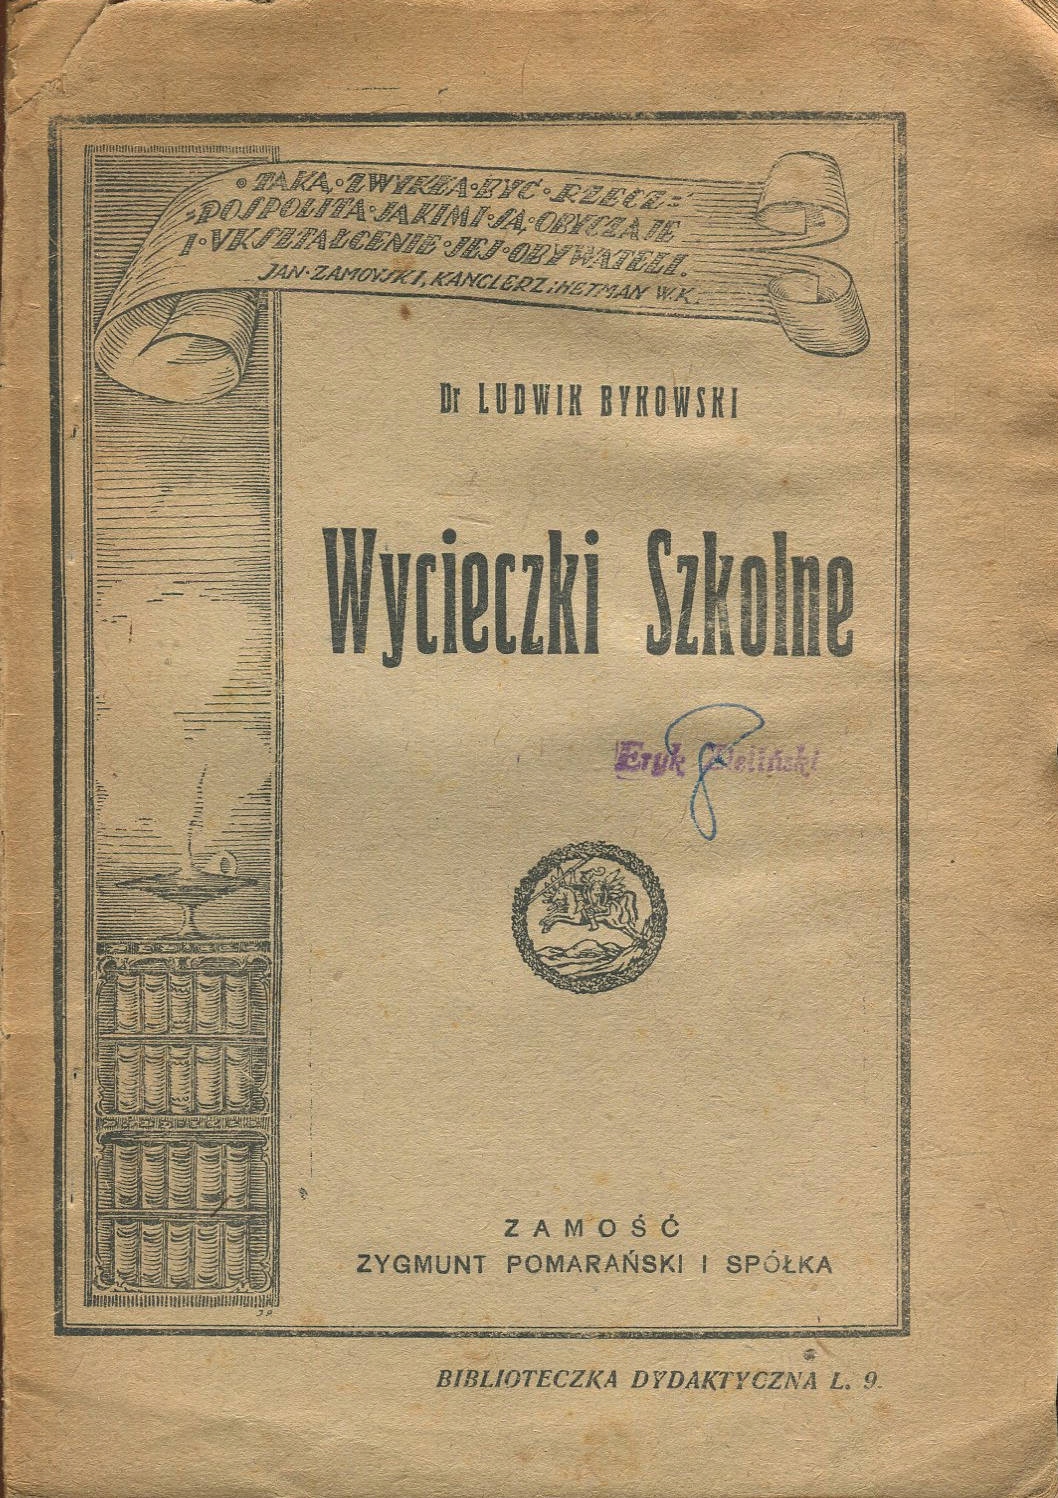 TAKĄ·ZWYKŁA·BYĆ·RZECZ=
=POSPOLITA·JAKIMI·SĄ·OBYCZAJE
I·VKSZTAŁCENIE·JEJ·OBYWATELI.
JAN·ZAMOYSKI, KANCLERZ i HETMAN W.K.
Dr LUDWIK BYKOWSKI
Wycieczki Szkolne
Eryk
ZAMOŚĆ
ZYGMUNT POMARAŃSKI I SPÓŁKA
BIBLIOTECZKA DYDAKTYCZNA L. 9.